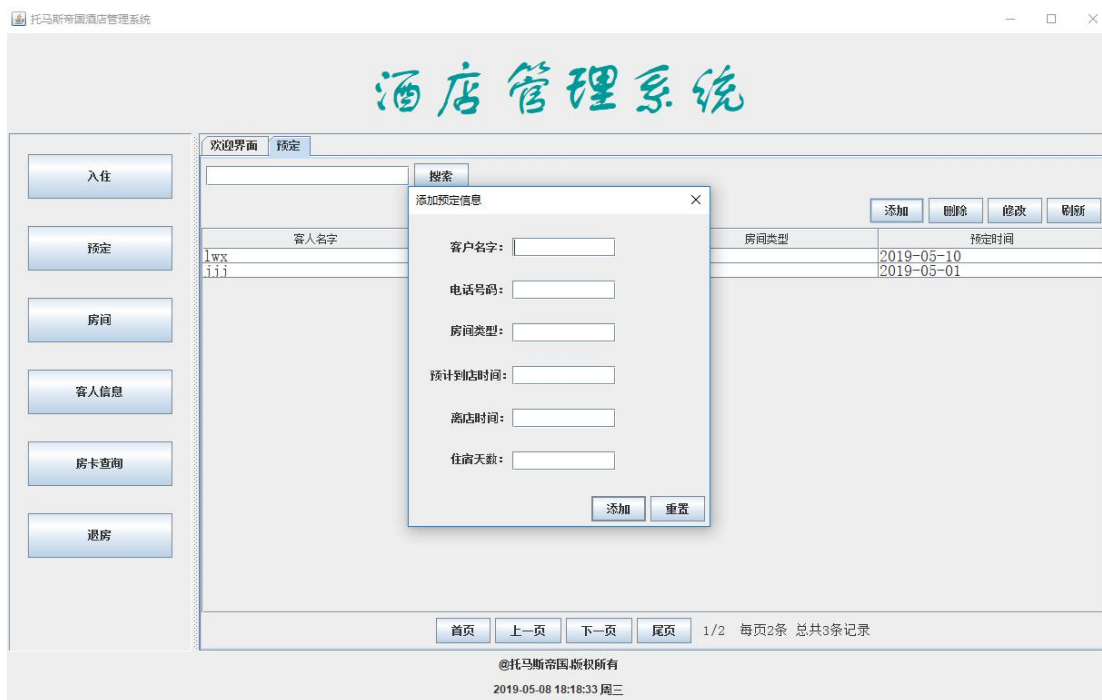 托马斯帝国酒店管理系统
酒店管理系统
欢迎界面 预定
入住
搜索
添加预定信息
添加 删除 修改 刷新
客人名字 房间类型 预定时间
客户名字:
预定
lwx 2019-05-10
jjj 2019-05-01
电话号码:
房间
房间类型:
预计到店时间:
客人信息
离店时间:
房卡查询
住宿天数:
添加 重置
退房
首页 上一页 下一页 尾页 1/2 每页2条 总共3条记录
@托马斯帝国.版权所有
2019-05-08 18:18:33 周三